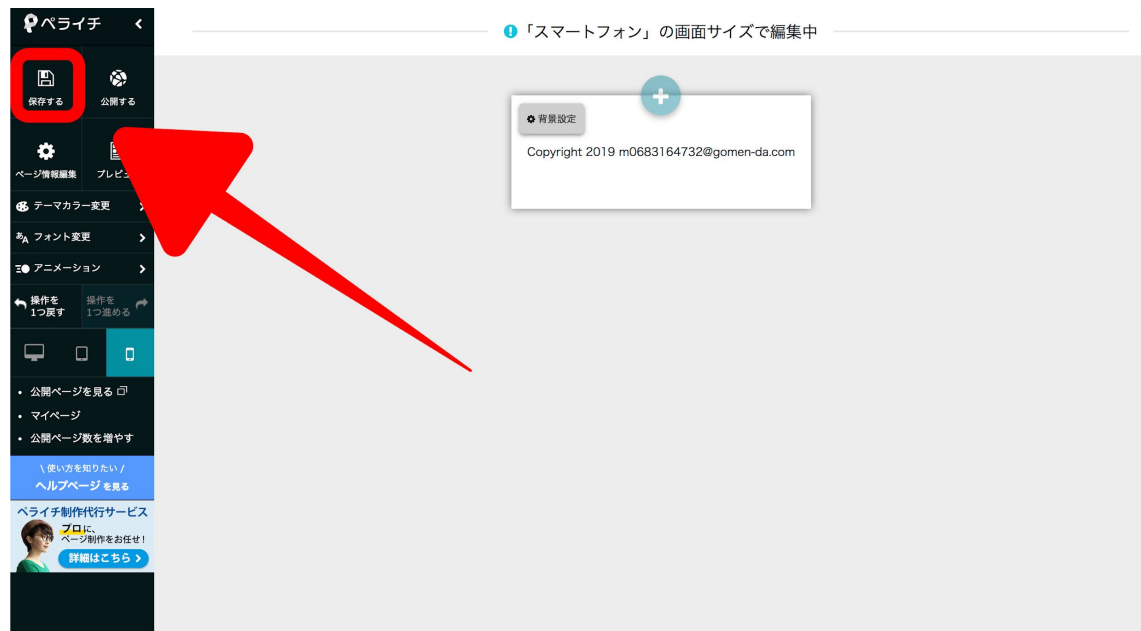 ペライチ
「スマートフォン」の画面サイズで編集中
保存する
公開する
背景設定
Copyright 2019 m0683164732@gomen-da.com
ページ情報編集
テーマカラー変更
フォント変更
アニメーション
操作を
1つ戻す
操作を
1つ進める
公開ページを見る
マイページ
公開ページ数を増やす
\ 使い方を知りたい /
ヘルプページ を見る
ペライチ制作代行サービス
プロに、
ページ制作をお任せ!
詳細はこちら